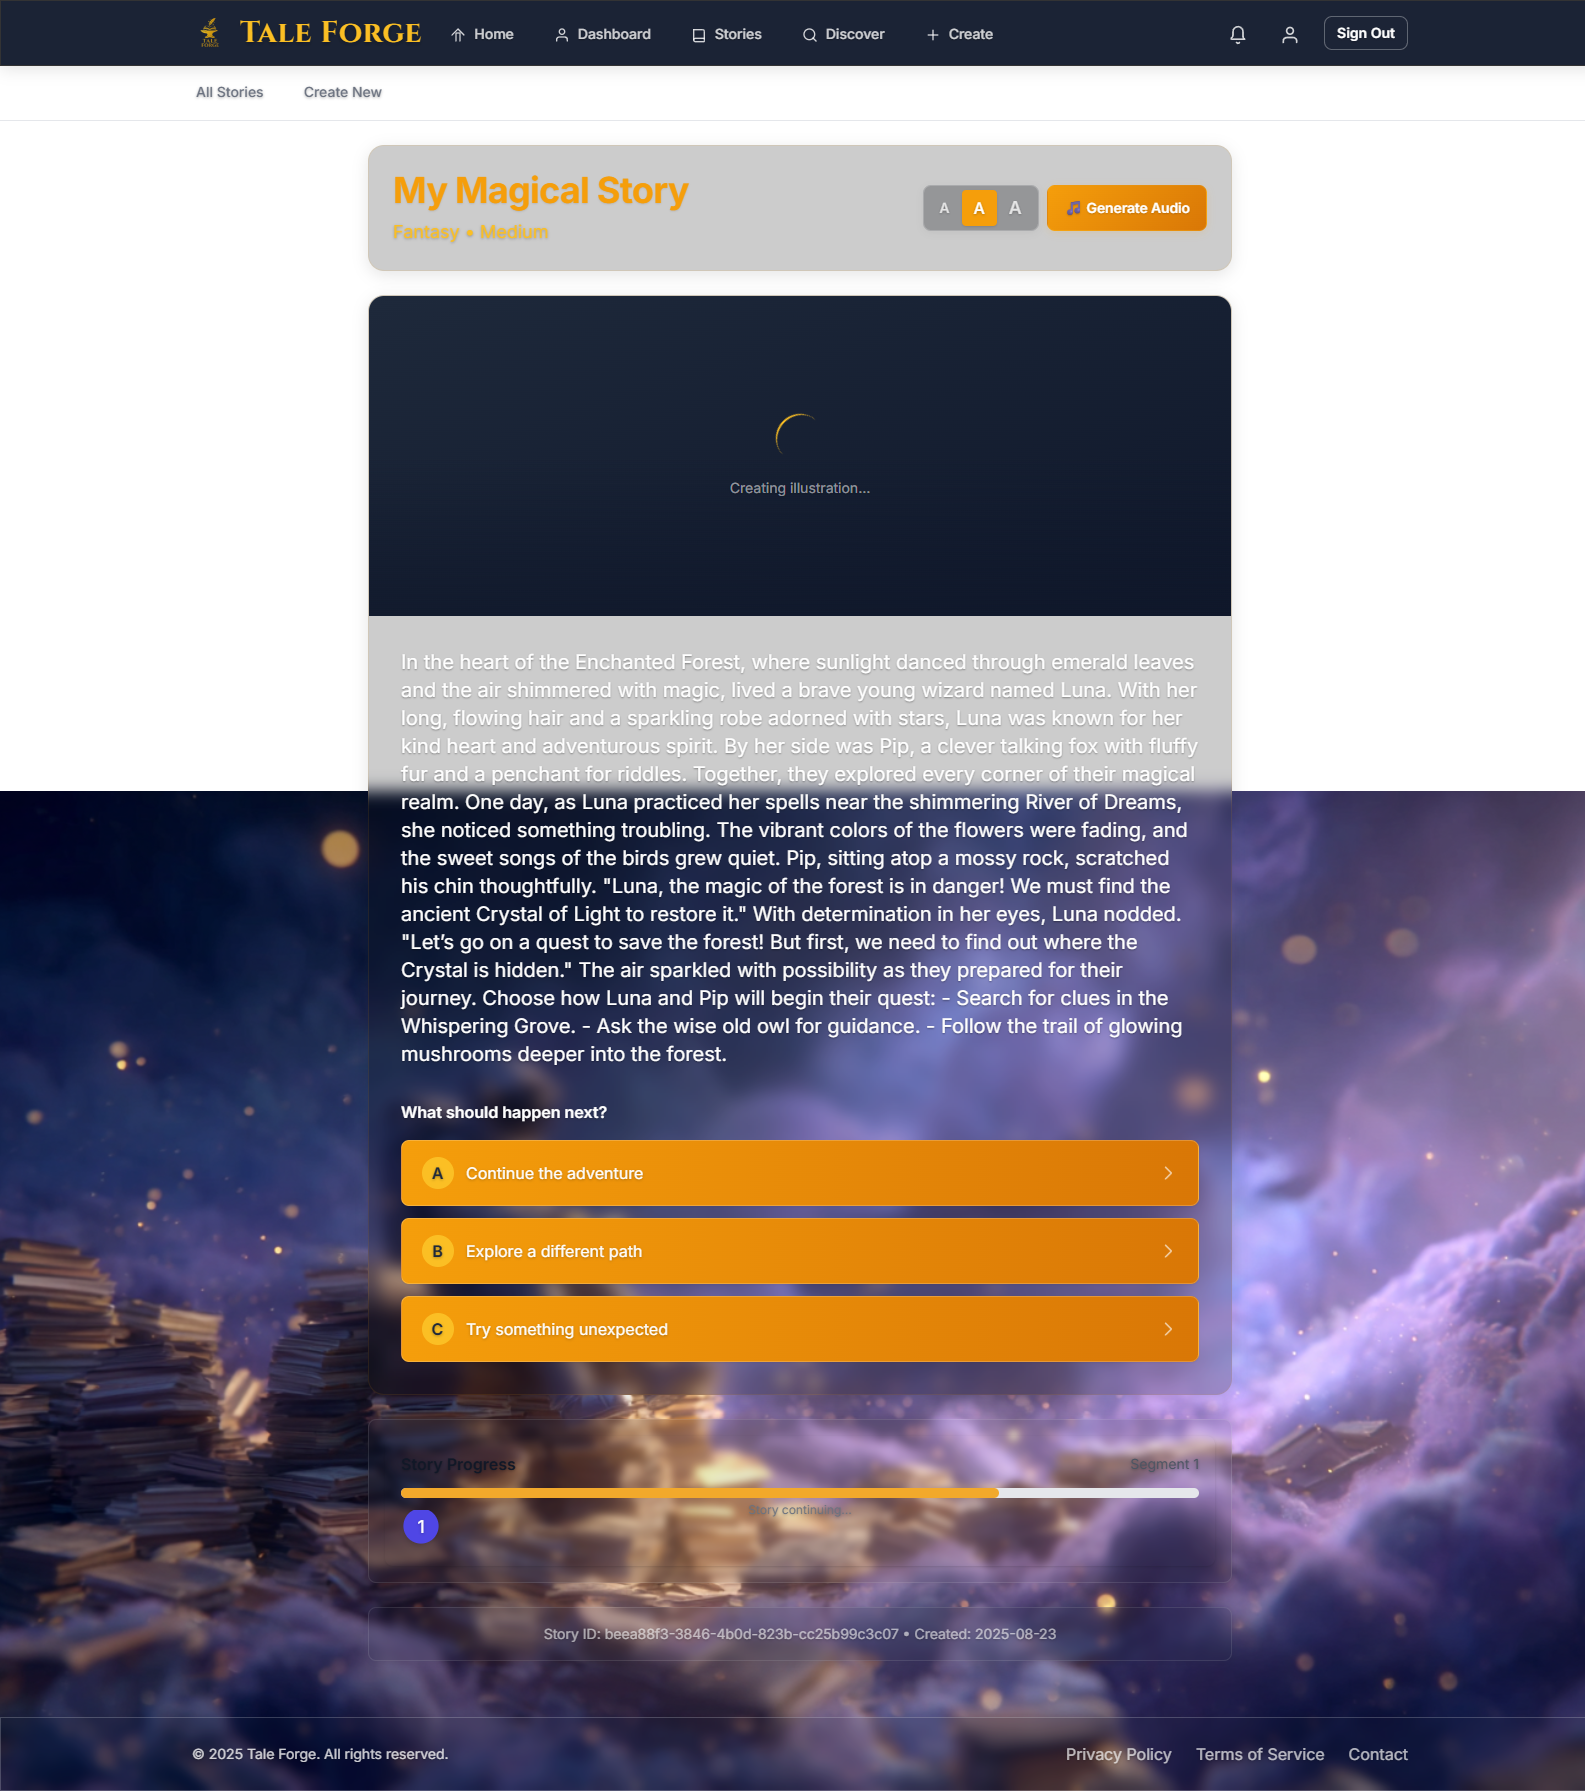 TALE FORGE
Tale Forge
Home
Dashboard
Stories
Discover
Create
Sign Out
All Stories
Create New
My Magical Story
Fantasy • Medium
A
A
A
🎵 Generate Audio
Creating illustration...
In the heart of the Enchanted Forest, where sunlight danced through emerald leaves
and the air shimmered with magic, lived a brave young wizard named Luna. With her
long, flowing hair and a sparkling robe adorned with stars, Luna was known for her
kind heart and adventurous spirit. By her side was Pip, a clever talking fox with fluffy
fur and a penchant for riddles. Together, they explored every corner of their magical
realm. One day, as Luna practiced her spells near the shimmering River of Dreams,
she noticed something troubling. The vibrant colors of the flowers were fading, and
the sweet songs of the birds grew quiet. Pip, sitting atop a mossy rock, scratched
his chin thoughtfully. "Luna, the magic of the forest is in danger! We must find the
ancient Crystal of Light to restore it." With determination in her eyes, Luna nodded.
"Let’s go on a quest to save the forest! But first, we need to find out where the
Crystal is hidden." The air sparkled with possibility as they prepared for their
journey. Choose how Luna and Pip will begin their quest: - Search for clues in the
Whispering Grove. - Ask the wise old owl for guidance. - Follow the trail of glowing
mushrooms deeper into the forest.
What should happen next?
A Continue the adventure
B Explore a different path
C Try something unexpected
Story Progress
Segment 1
Story continuing...
1
Story ID: beea88f3-3846-4b0d-823b-cc25b99c3c07 • Created: 2025-08-23
© 2025 Tale Forge. All rights reserved.
Privacy Policy
Terms of Service
Contact